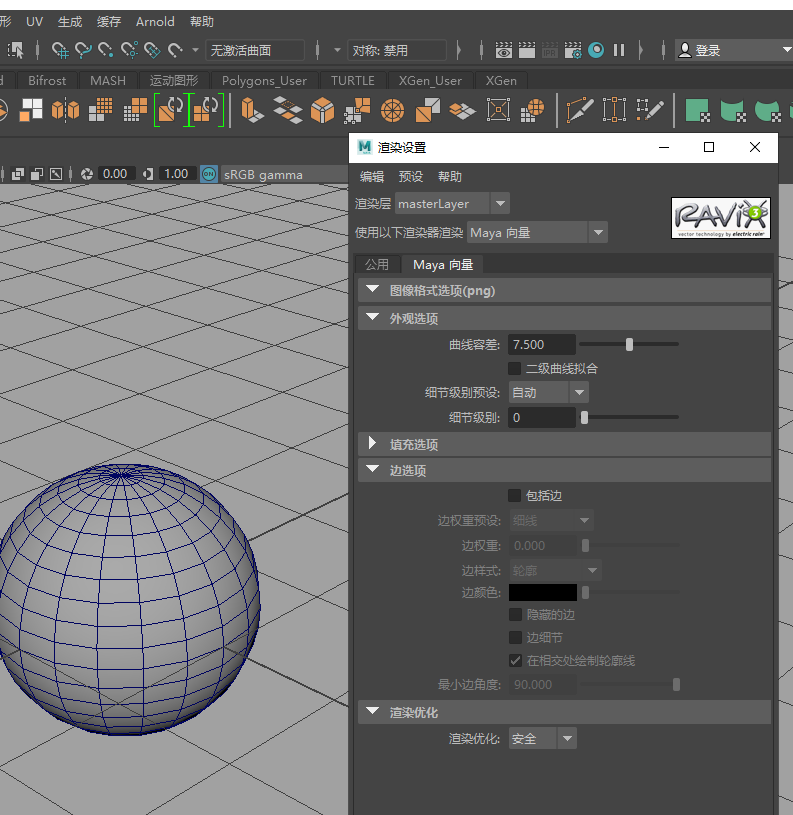 形 UV 生成 缓存 Arnold 帮助
无激活曲面 对称: 禁用 登录
d Bifrost MASH 运动图形 Polygons_User TURTLE XGen_User XGen
M 渲染设置
0.00 1.00 ON sRGB gamma
编辑 预设 帮助
渲染层 masterLayer
RAViX 3
vector technology by electric rain
使用以下渲染器渲染 Maya 向量
公用 Maya 向量
图像格式选项(png)
外观选项
曲线容差: 7.500
二级曲线拟合
细节级别预设: 自动
细节级别: 0
填充选项
边选项
包括边
边权重预设: 细线
边权重: 0.000
边样式: 轮廓
边颜色:
隐藏的边
边细节
在相交处绘制轮廓线
最小边角度: 90.000
渲染优化
渲染优化: 安全